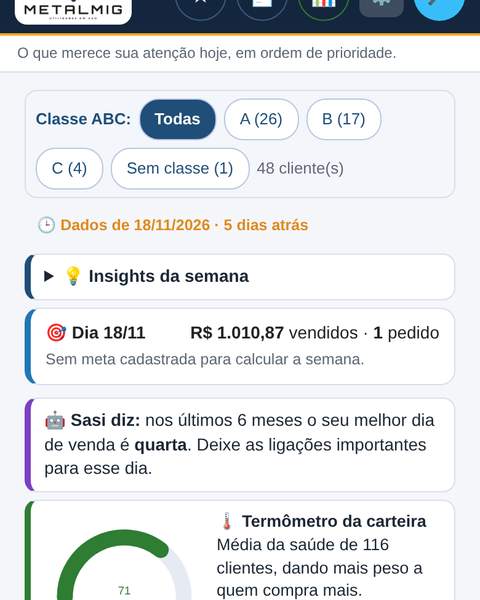 METALMIG
O que merece sua atenção hoje, em ordem de prioridade.
Classe ABC: Todas A (26) B (17)
C (4) Sem classe (1) 48 cliente(s)
Dados de 18/11/2026 · 5 dias atrás
Insights da semana
Dia 18/11 R$ 1.010,87 vendidos · 1 pedido
Sem meta cadastrada para calcular a semana.
Sasi diz: nos últimos 6 meses o seu melhor dia
de venda é quarta. Deixe as ligações importantes
para esse dia.
Termômetro da carteira
Média da saúde de 116
clientes, dando mais peso a
quem compra mais.
71